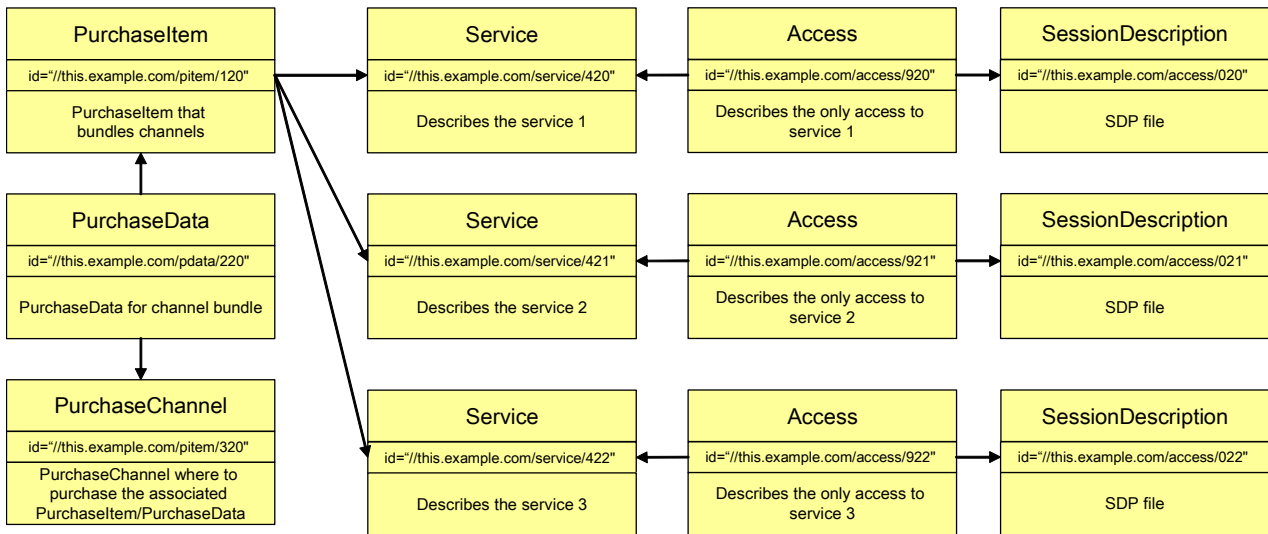 PurchaseItem
id=“//this.example.com/pitem/120"
PurchaseItem that
bundles channels
Service
id=“//this.example.com/service/420"
Describes the service 1
Access
id=“//this.example.com/access/920"
Describes the only access to
service 1
SessionDescription
id=“//this.example.com/access/020"
SDP file
PurchaseData
id=“//this.example.com/pdata/220"
PurchaseData for channel bundle
Service
id=“//this.example.com/service/421"
Describes the service 2
Access
id=“//this.example.com/access/921"
Describes the only access to
service 2
SessionDescription
id=“//this.example.com/access/021"
SDP file
PurchaseChannel
id=“//this.example.com/pitem/320"
PurchaseChannel where to
purchase the associated
PurchaseItem/PurchaseData
Service
id=“//this.example.com/service/422"
Describes the service 3
Access
id=“//this.example.com/access/922"
Describes the only access to
service 3
SessionDescription
id=“//this.example.com/access/022"
SDP file